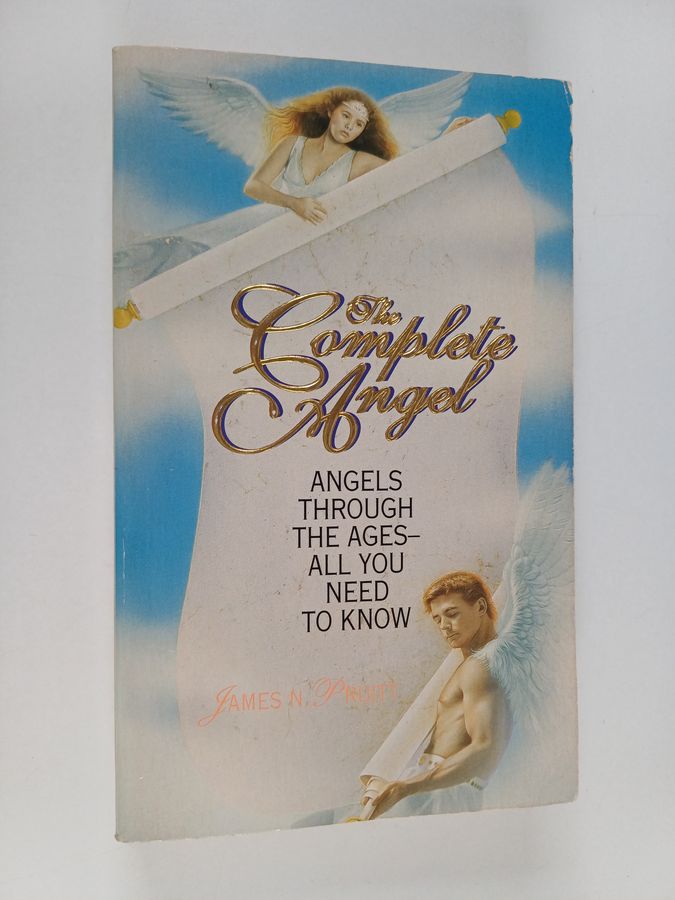 The
Complete
Angel
ANGELS
THROUGH
THE AGES–
ALL YOU
NEED
TO KNOW
JAMES N. PRUITT